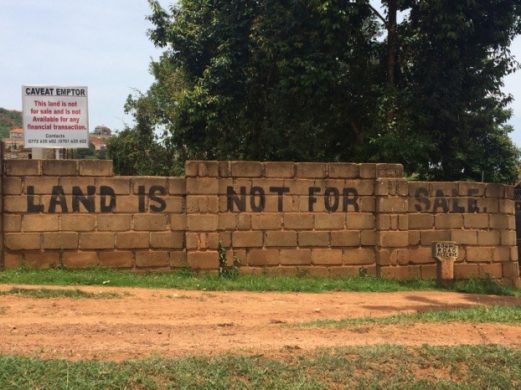 CAVEAT EMPTOR
This land is not
for sale and is not
Available for any
financial transaction.
Contacts
LAND IS NOT FOR SALE.